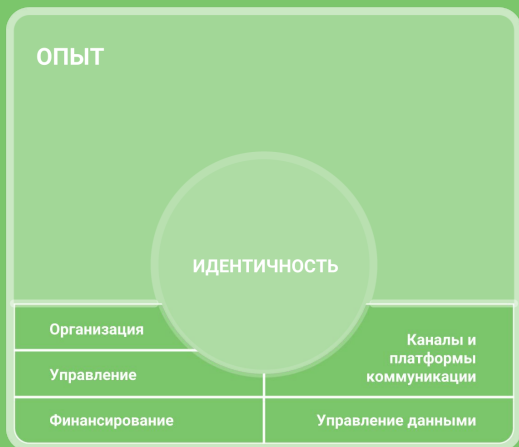 ОПЫТ
ИДЕНТИЧНОСТЬ
Организация
Управление
Финансирование
Каналы и
платформы
коммуникации
Управление данными